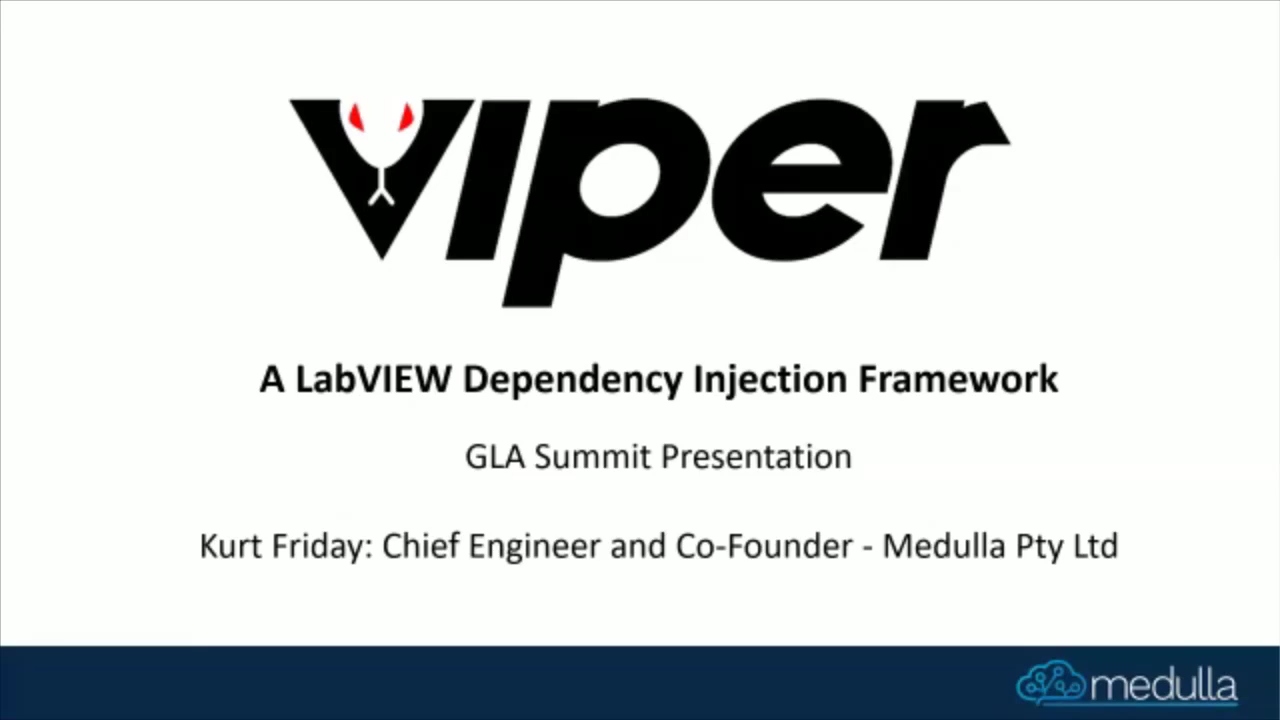 viper
A LabVIEW Dependency Injection Framework
GLA Summit Presentation
Kurt Friday: Chief Engineer and Co-Founder - Medulla Pty Ltd
medulla